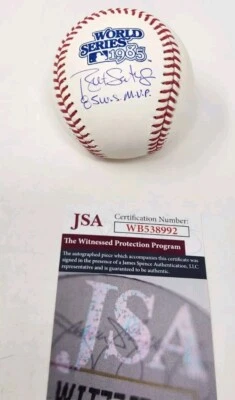 WORLD
SERIES
1985
85 W.S. M.V.P.
JSA
Certification Number:
WB538992
The Witnessed Protection Program
The autographed piece which accompanies this certificate was
signed in the presence of a James Spence Authentication, LLC
representative and is guaranteed to be authentic.
JSA